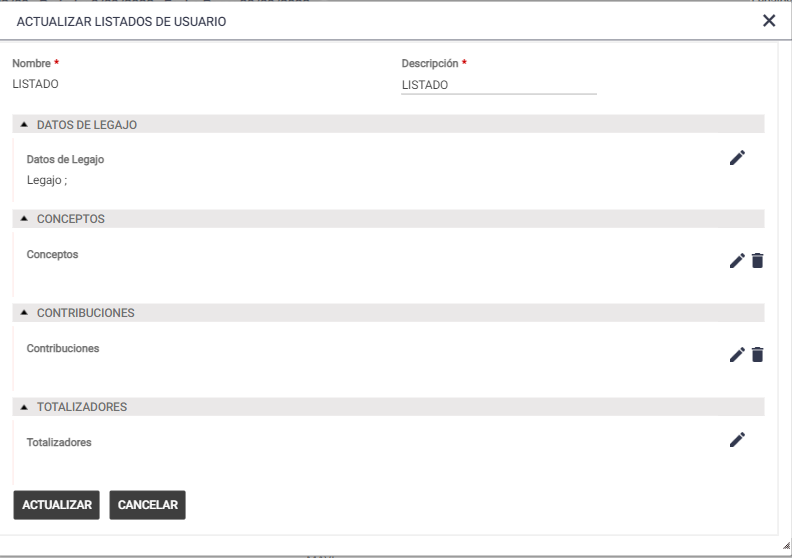 ACTUALIZAR LISTADOS DE USUARIO
Nombre * Descripción *
LISTADO LISTADO
DATOS DE LEGAJO
Datos de Legajo
Legajo ;
CONCEPTOS
Conceptos
CONTRIBUCIONES
Contribuciones
TOTALIZADORES
Totalizadores
ACTUALIZAR CANCELAR